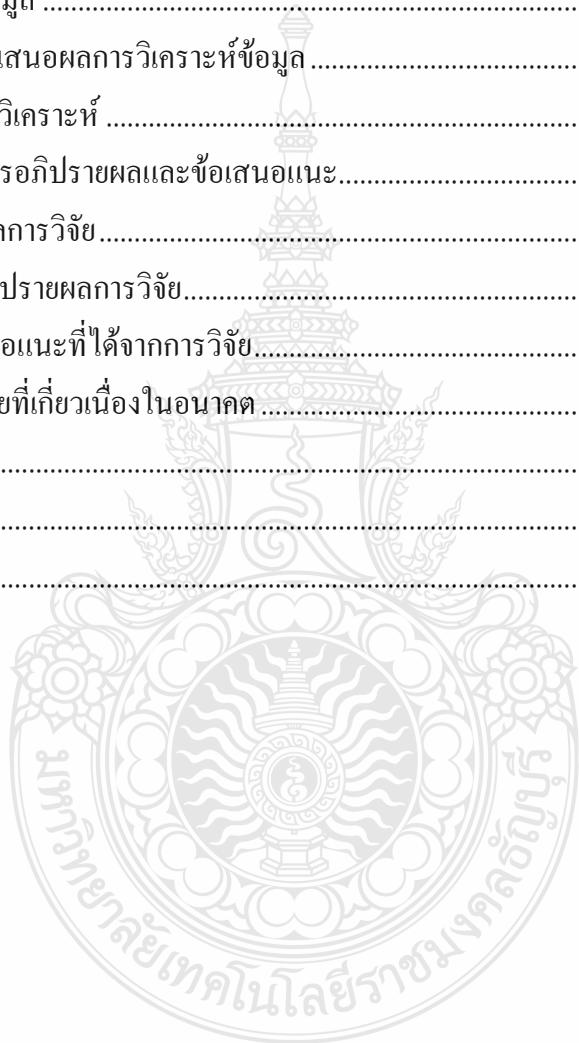 มูล
เสนอผลการวิเคราะห์ข้อมูล
วิเคราะห์
รอภิปรายผลและข้อเสนอแนะ
ลการวิจัย
ปรายผลการวิจัย
อแนะที่ได้จากการวิจัย
ยที่เกี่ยวเนื่องในอนาคต
มหาวิทยาลัยเทคโนโลยีราชมงคลธัญบุรี